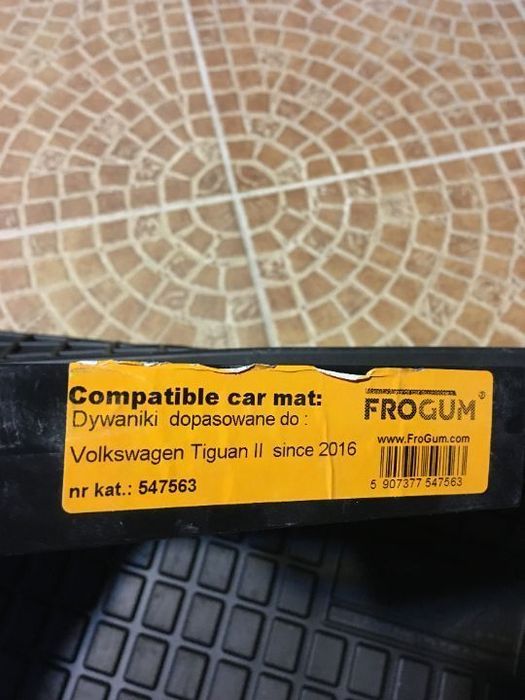 Compatible car mat:
Dywaniki dopasowane do :
Volkswagen Tiguan II since 2016
nr kat.: 547563
FROGUM®
www.FroGum.com
5 907377 547563